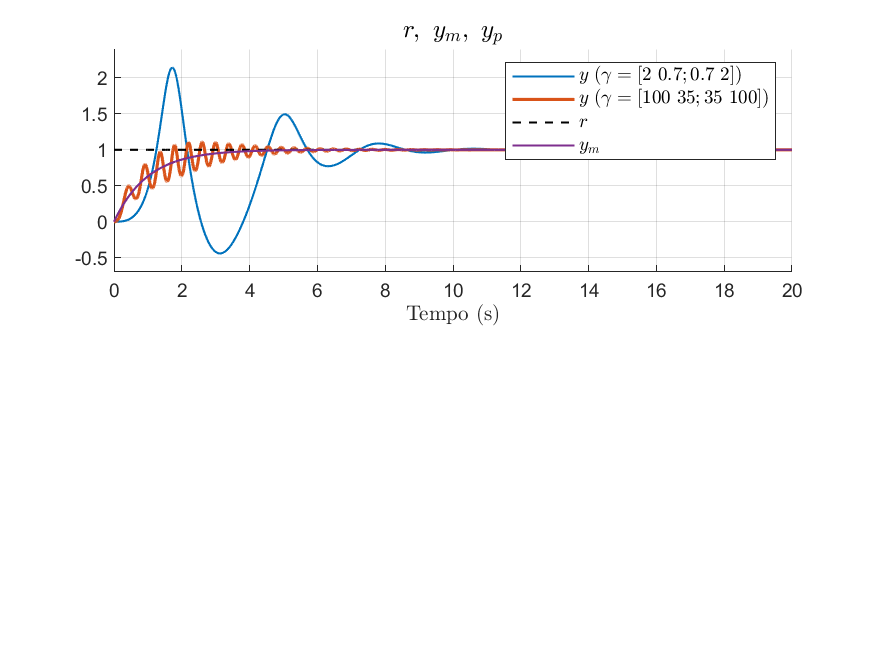 r, y_m, y_p
2
1.5
1
0.5
0
-0.5
y (γ = [2 0.7; 0.7 2])
y (γ = [100 35; 35 100])
r
y_m
0 2 4 6 8 10 12 14 16 18 20
Tempo (s)